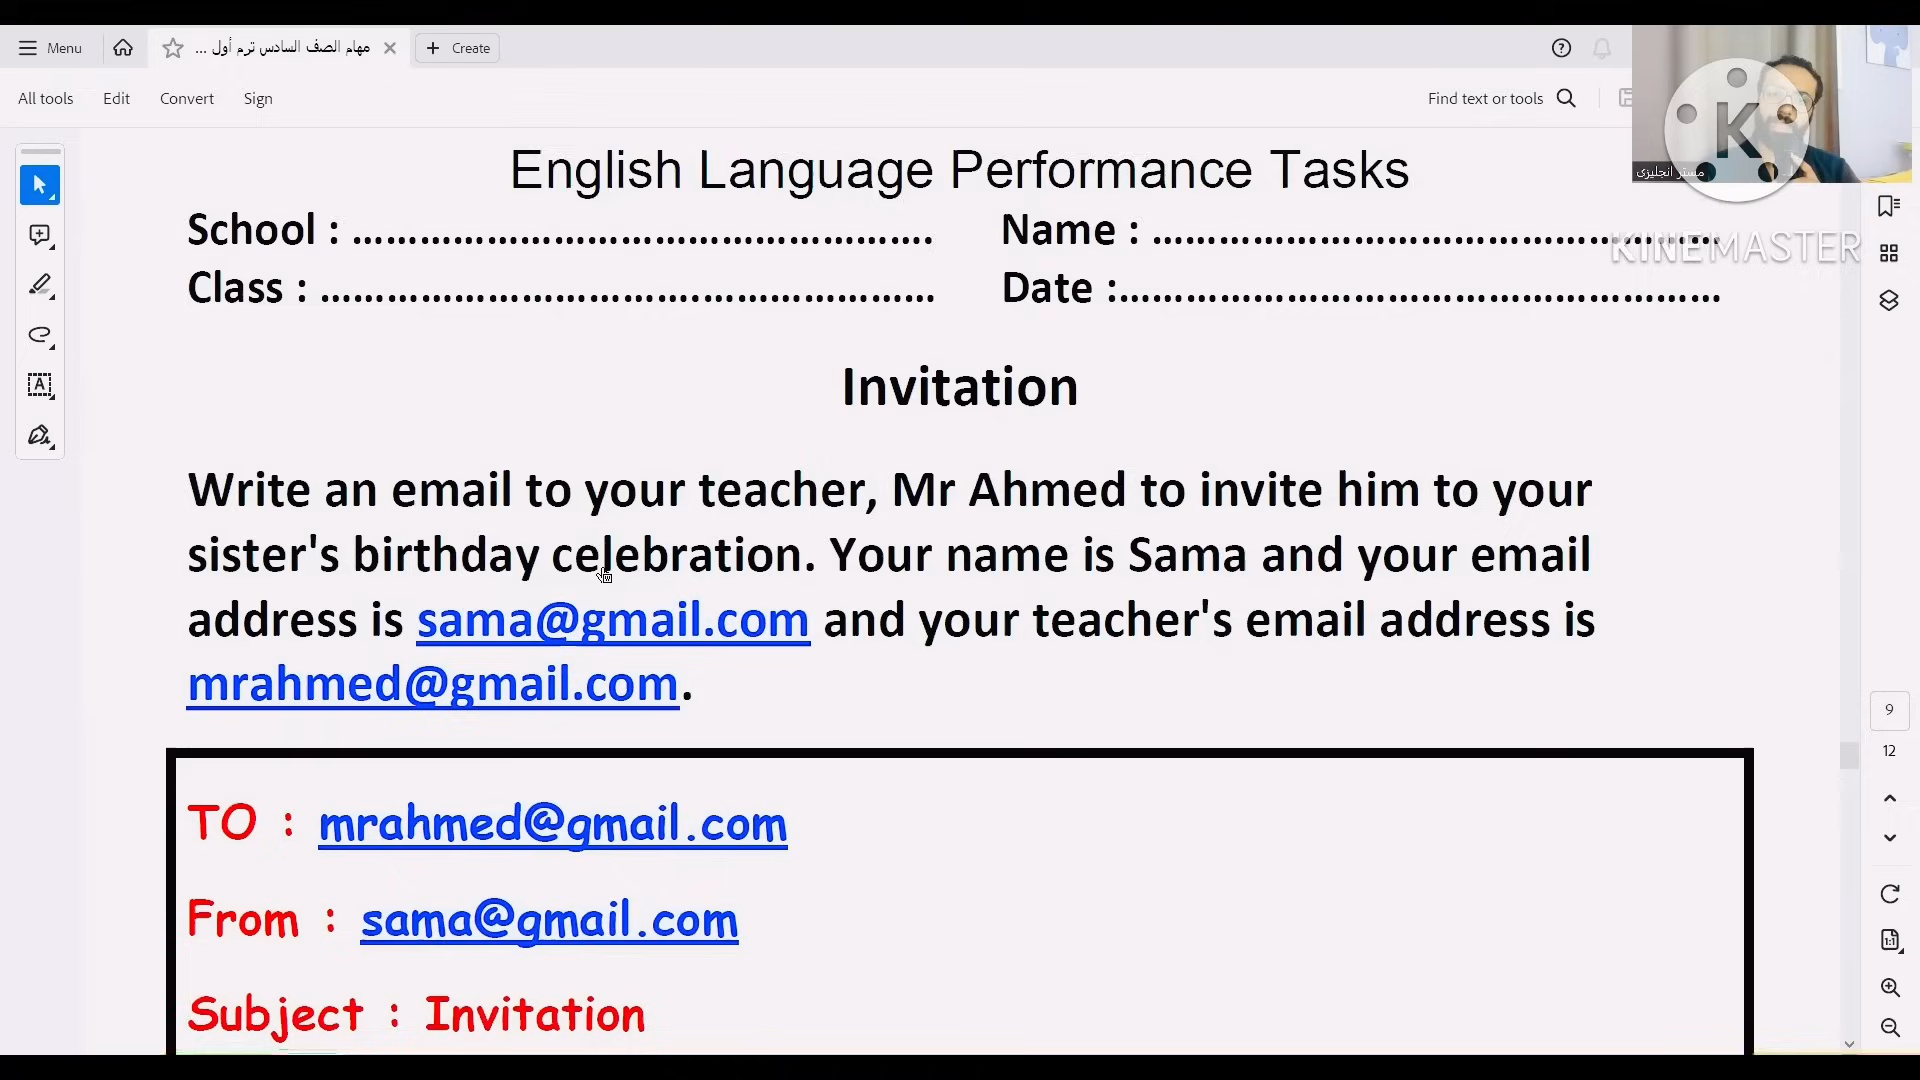 Menu
مهام الصف السادس ترم أول ...
Create
All tools
Edit
Convert
Sign
Find text or tools
K
مستر انجليزى
KINEMASTER
English Language Performance Tasks
School : ………………………………………………. Name : ………………………………………………
Class : …………………………….………………… Date :………………………………………………
Invitation
Write an email to your teacher, Mr Ahmed to invite him to your
sister's birthday celebration. Your name is Sama and your email
address is sama@gmail.com and your teacher's email address is
mrahmed@gmail.com.
TO : mrahmed@gmail.com
From : sama@gmail.com
Subject : Invitation
9
12